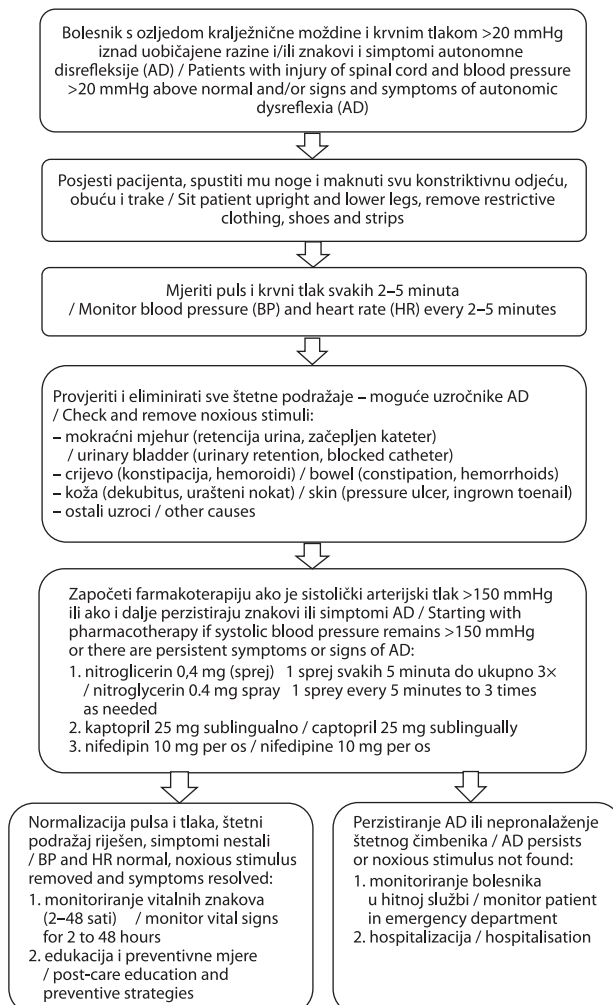 Bolesnik s ozljedom kralježnične moždine i krvnim tlakom >20 mmHg
iznad uobičajene razine i/ili znakovi i simptomi autonomne
disrefleksije (AD) / Patients with injury of spinal cord and blood pressure
>20 mmHg above normal and/or signs and symptoms of autonomic
dysreflexia (AD)
Posjesti pacijenta, spustiti mu noge i maknuti svu konstriktivnu odjeću,
obuću i trake / Sit patient upright and lower legs, remove restrictive
clothing, shoes and strips
Mjeriti puls i krvni tlak svakih 2–5 minuta
/ Monitor blood pressure (BP) and heart rate (HR) every 2–5 minutes
Provjeriti i eliminirati sve štetne podražaje – moguće uzročnike AD
/ Check and remove noxious stimuli:
– mokraćni mjehur (retencija urina, začepljen kateter)
/ urinary bladder (urinary retention, blocked catheter)
– crijevo (konstipacija, hemoroidi) / bowel (constipation, hemorrhoids)
– koža (dekubitus, urašteni nokat) / skin (pressure ulcer, ingrown toenail)
– ostali uzroci / other causes
Započeti farmakoterapiju ako je sistolički arterijski tlak >150 mmHg
ili ako i dalje perzistiraju znakovi ili simptomi AD / Starting with
pharmacotherapy if systolic blood pressure remains >150 mmHg
or there are persistent symptoms or signs of AD:
1. nitroglicerin 0,4 mg (sprej) 1 sprej svakih 5 minuta do ukupno 3×
/ nitroglycerin 0.4 mg spray 1 sprey every 5 minutes to 3 times
as needed
2. kaptopril 25 mg sublingualno / captopril 25 mg sublingually
3. nifedipin 10 mg per os / nifedipine 10 mg per os
Normalizacija pulsa i tlaka, štetni
podražaj riješen, simptomi nestali
/ BP and HR normal, noxious stimulus
removed and symptoms resolved:
1. monitoriranje vitalnih znakova
(2–48 sati) / monitor vital signs
for 2 to 48 hours
2. edukacija i preventivne mjere
/ post-care education and
preventive strategies
Perzistiranje AD ili nepronalaženje
štetnog čimbenika / AD persists
or noxious stimulus not found:
1. monitoriranje bolesnika
u hitnoj službi / monitor patient
in emergency department
2. hospitalizacija / hospitalisation